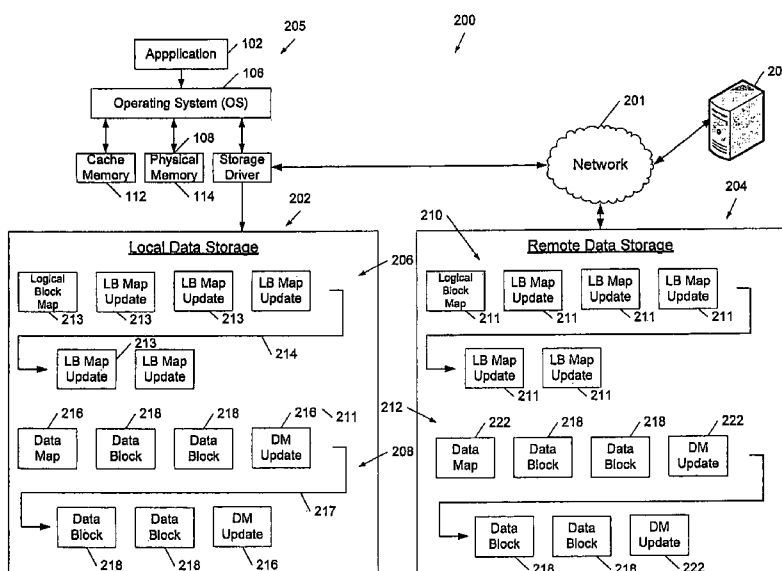 205
200
Appplication
102
106
Operating System (OS)
201
20
108
Cache
Memory
Physical
Memory
Storage
Driver
Network
112
114
202
204
Local Data Storage
Remote Data Storage
206
210
Logical
Block
Map
LB Map
Update
LB Map
Update
LB Map
Update
213
213
213
213
214
LB Map
Update
LB Map
Update
Logical
Block
Map
LB Map
Update
LB Map
Update
LB Map
Update
211
211
211
211
LB Map
Update
LB Map
Update
211
211
216
218
218
216
211
Data
Map
Data
Block
Data
Block
DM
Update
208
217
Data
Block
Data
Block
DM
Update
218
218
216
212
222
218
218
222
Data
Map
Data
Block
Data
Block
DM
Update
Data
Block
Data
Block
DM
Update
218
218
222